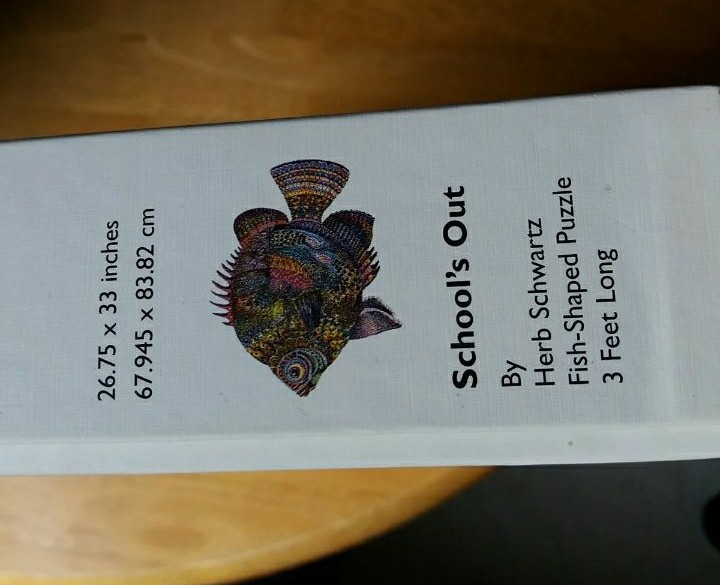 26.75 x 33 inches
67.945 x 83.82 cm
School's Out
By
Herb Schwartz
Fish-Shaped Puzzle
3 Feet Long